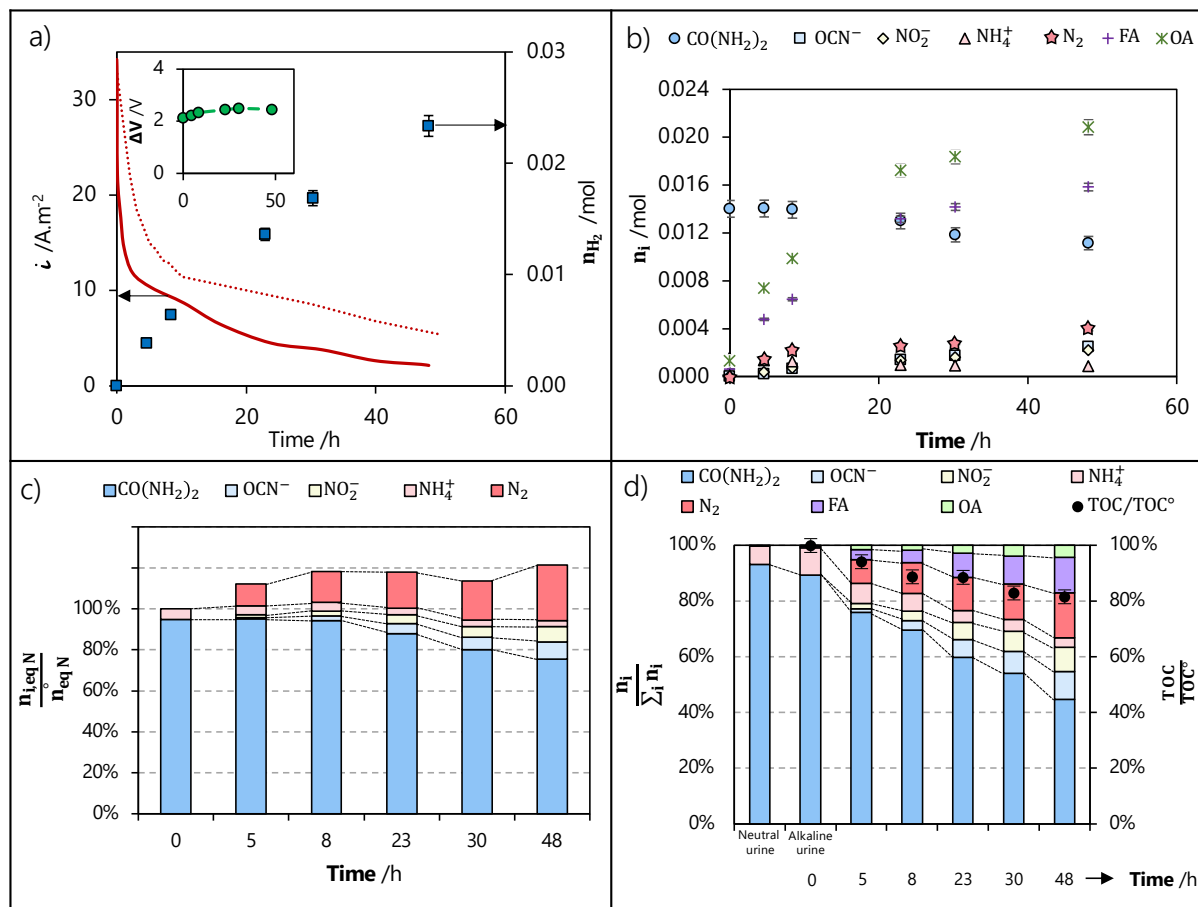 a)
ΔV /V
4
2
0
0
50
i /A.m⁻²
30
20
10
0
0.03
0.02
0.01
0.00
n_H₂ /mol
0 20 40 60
Time /h
b)
CO(NH₂)₂ OCN⁻ NO₂⁻ NH₄⁺ N₂ FA OA
n_i /mol
0.024
0.020
0.016
0.012
0.008
0.004
0.000
0 20 40 60
Time /h
c)
CO(NH₂)₂ OCN⁻ NO₂⁻ NH₄⁺ N₂
n_i,eq N
n°_eq N
100%
80%
60%
40%
20%
0%
0 5 8 23 30 48
Time /h
d)
CO(NH₂)₂ OCN⁻ NO₂⁻ NH₄⁺
N₂ FA OA TOC/TOC°
n_i
∑_i n_i
100%
80%
60%
40%
20%
0%
100%
80%
60%
40%
20%
0%
TOC
TOC°
Neutral urine
Alkaline urine
0 5 8 23 30 48 → Time /h